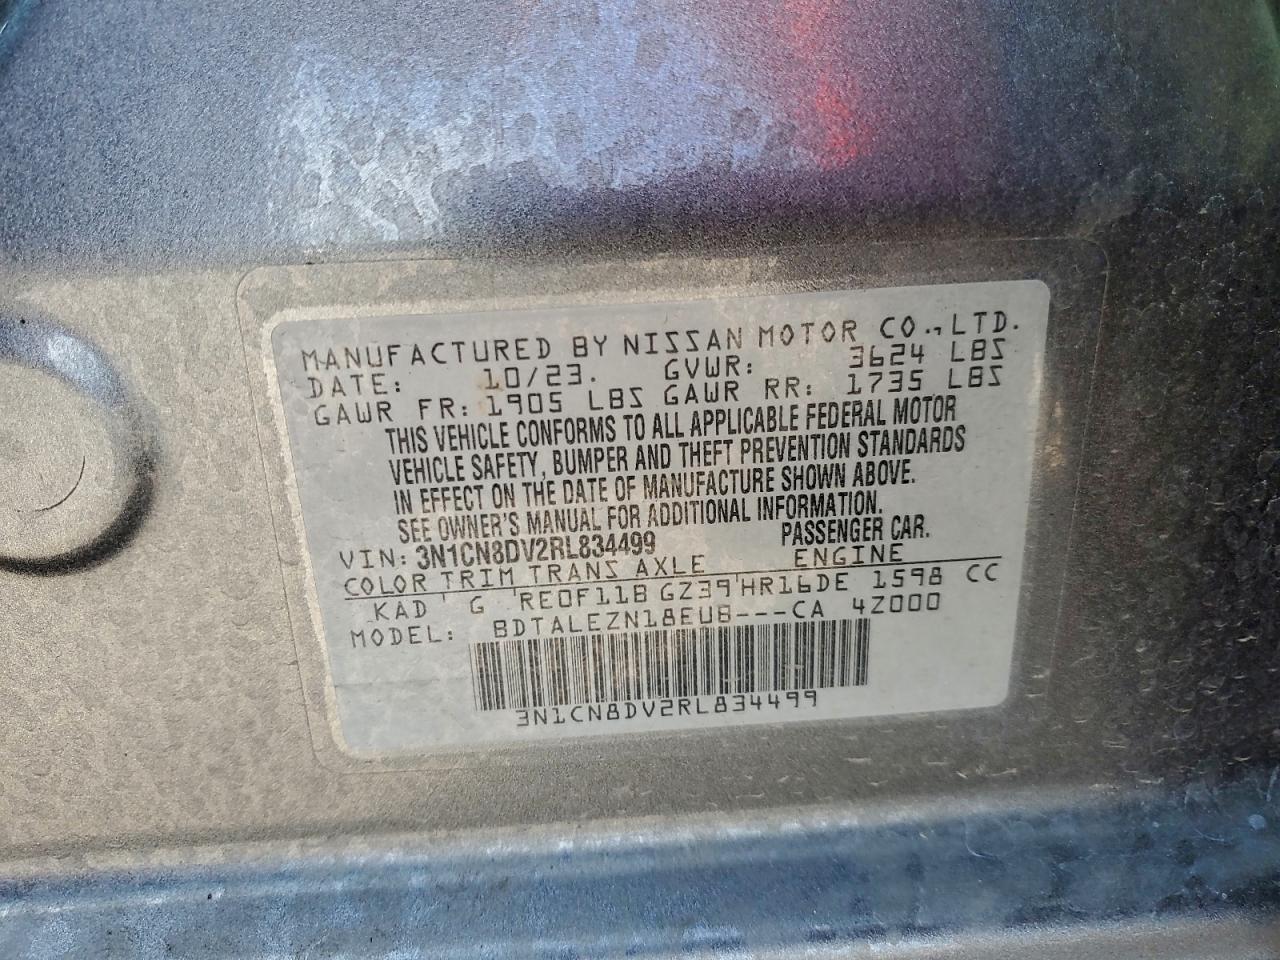 MANUFACTURED BY NISSAN MOTOR CO., LTD.
DATE: 10/23. GVWR: 3624 LBS
GAWR FR: 1905 LBS GAWR RR: 1735 LBS
THIS VEHICLE CONFORMS TO ALL APPLICABLE FEDERAL MOTOR
VEHICLE SAFETY, BUMPER AND THEFT PREVENTION STANDARDS
IN EFFECT ON THE DATE OF MANUFACTURE SHOWN ABOVE.
SEE OWNER'S MANUAL FOR ADDITIONAL INFORMATION.
VIN: 3N1CN8DV2RL834499 PASSENGER CAR.
COLOR TRIM TRANS AXLE ENGINE
KAD G RE0F11B GZ39 HR16DE 1598 CC
MODEL: BDTALEZN18EUB---CA 4Z000
3N1CN8DV2RL834499